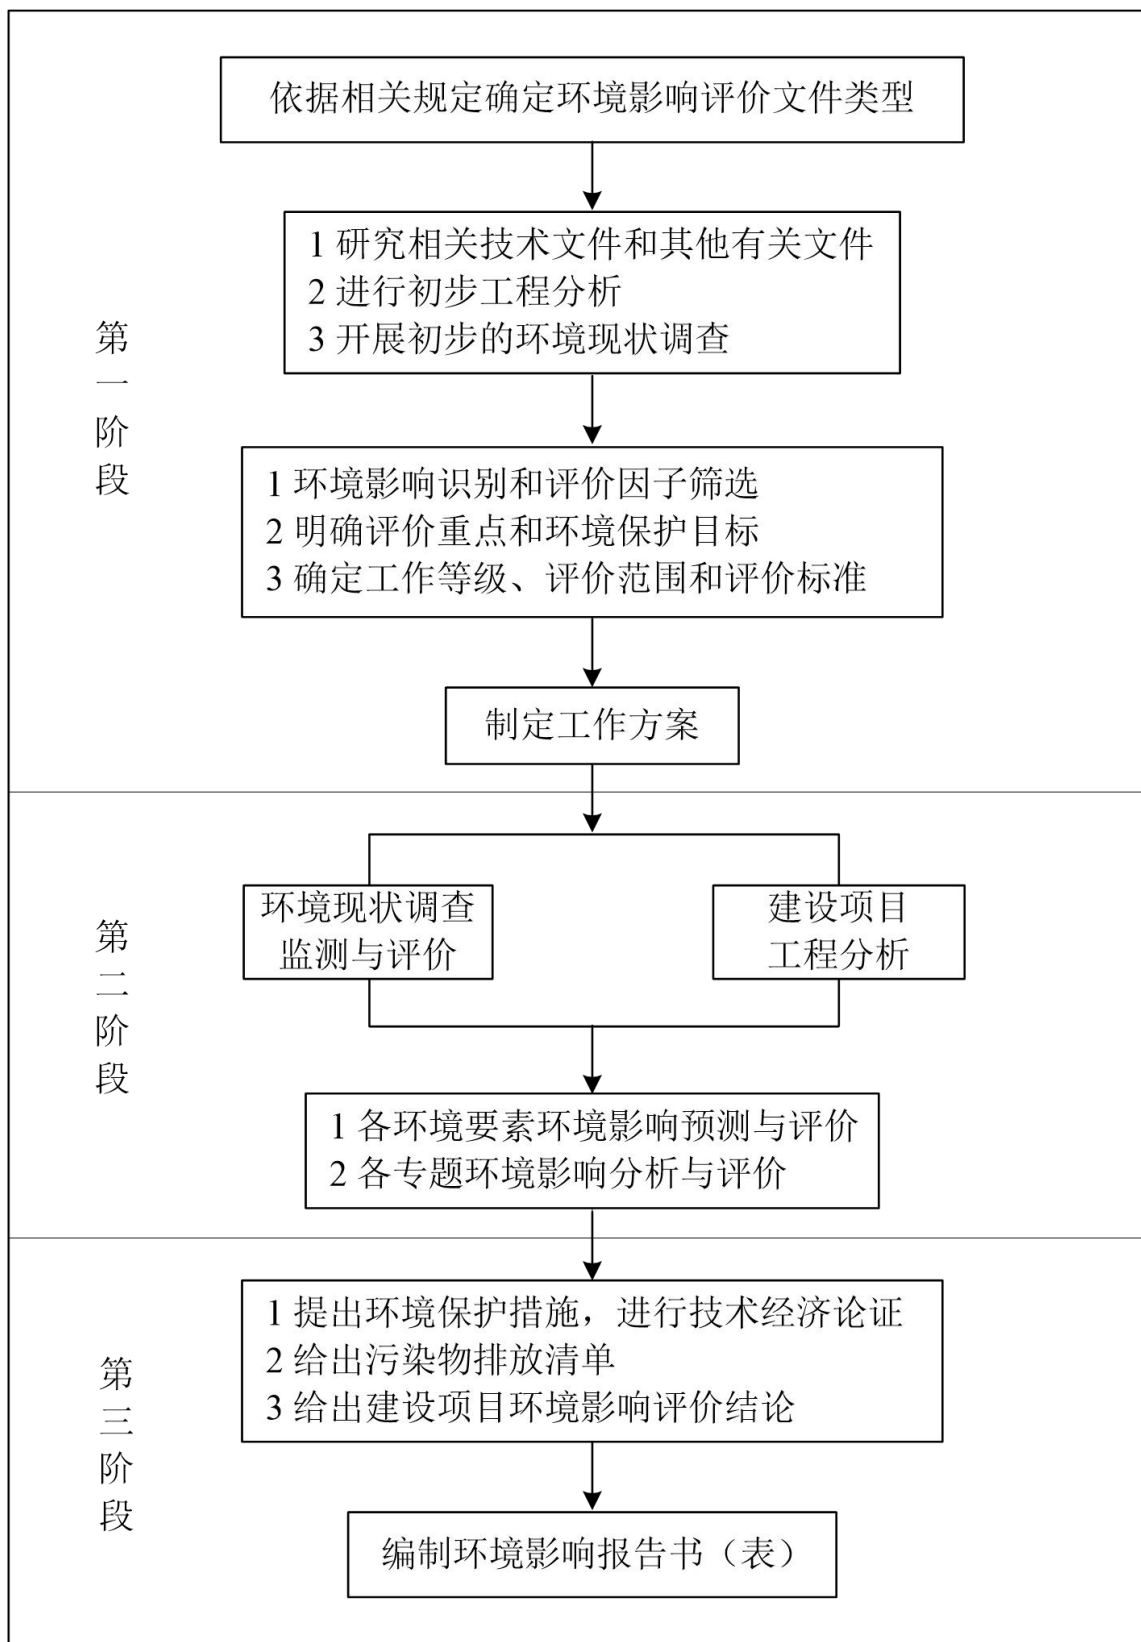 第一阶段
依据相关规定确定环境影响评价文件类型
1 研究相关技术文件和其他有关文件
2 进行初步工程分析
3 开展初步的环境现状调查
1 环境影响识别和评价因子筛选
2 明确评价重点和环境保护目标
3 确定工作等级、评价范围和评价标准
制定工作方案
第二阶段
环境现状调查
监测与评价
建设项目
工程分析
1 各环境要素环境影响预测与评价
2 各专题环境影响分析与评价
第三阶段
1 提出环境保护措施，进行技术经济论证
2 给出污染物排放清单
3 给出建设项目环境影响评价结论
编制环境影响报告书（表）